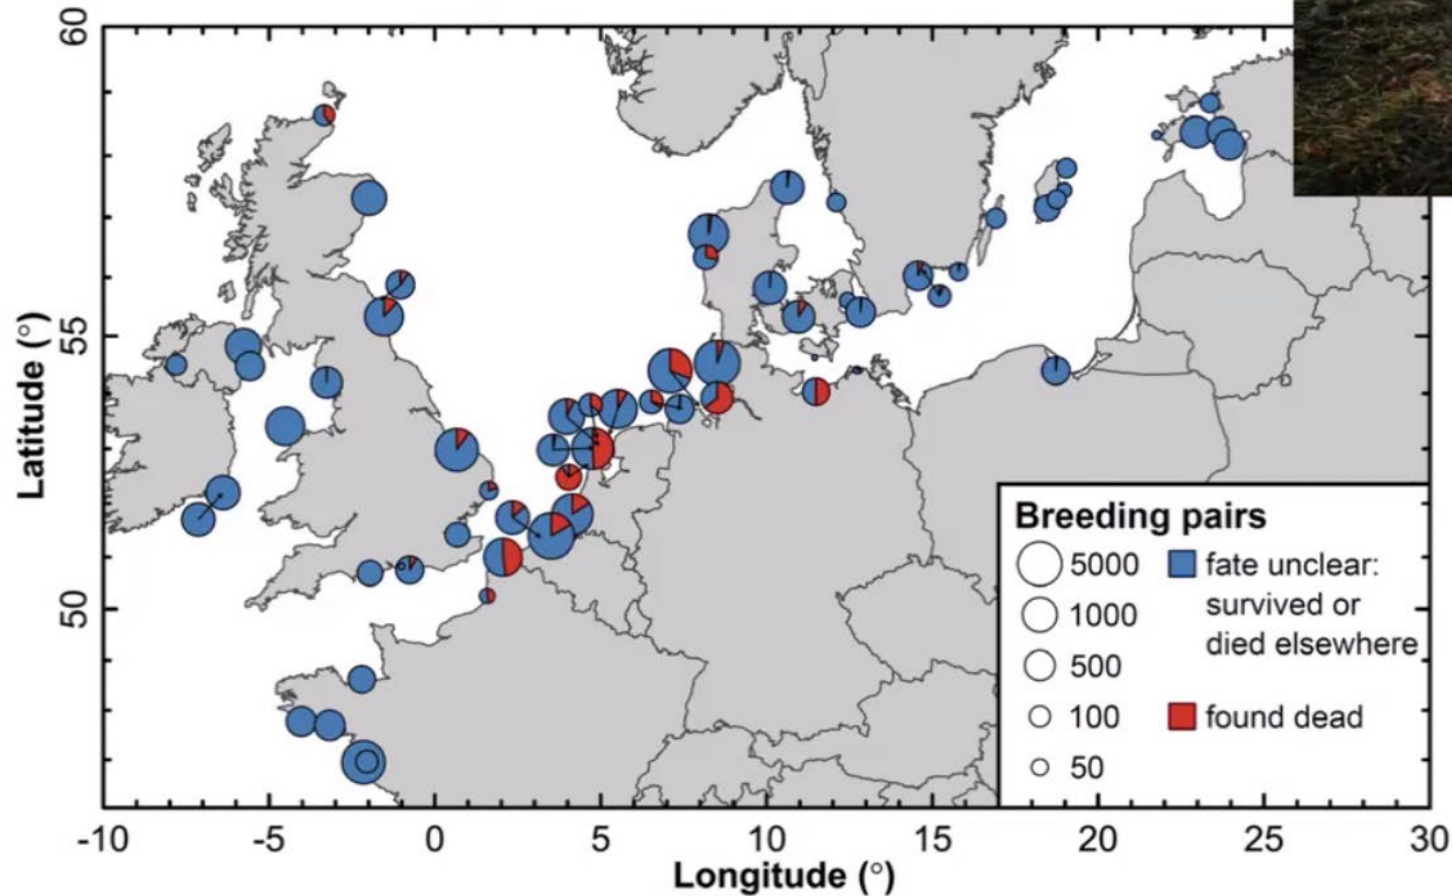 60
55
50
Latitude (°)
-10 -5 0 5 10 15 20 25 30
Longitude (°)
Breeding pairs
5000
1000
500
100
50
fate unclear:
survived or
died elsewhere
found dead